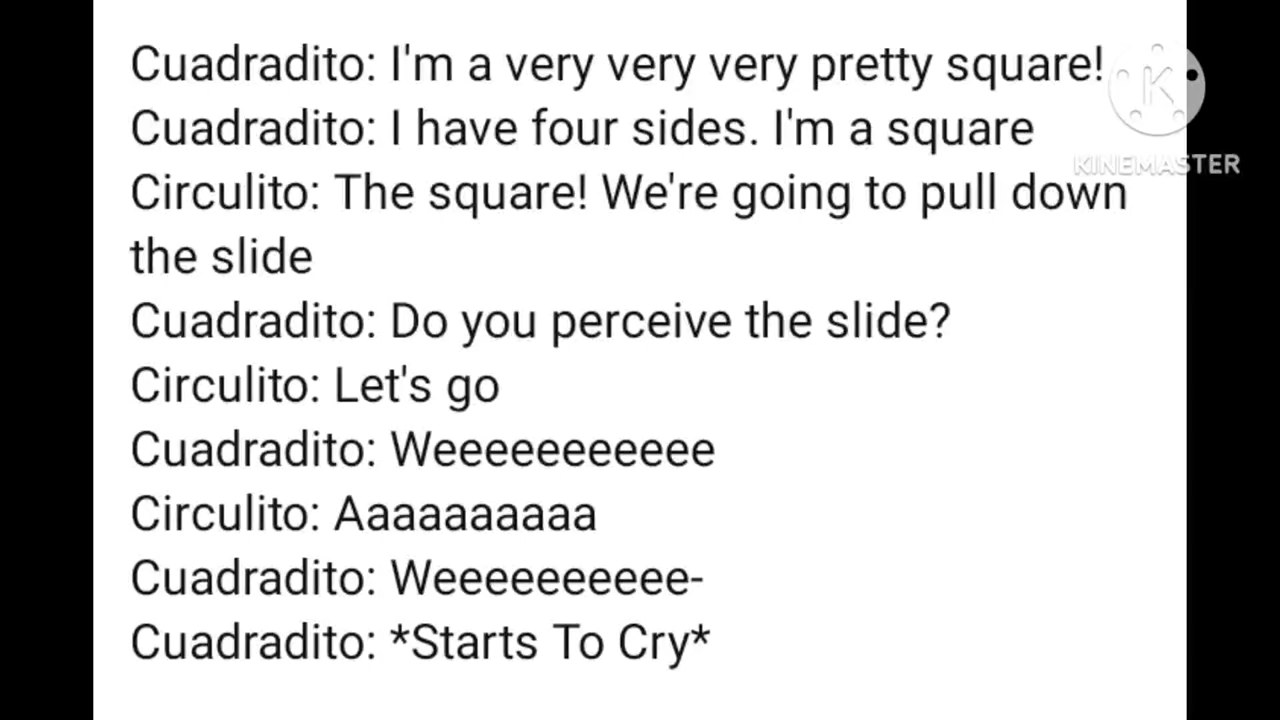 Cuadradito: I'm a very very very pretty square!
Cuadradito: I have four sides. I'm a square
Circulito: The square! We're going to pull down
the slide
Cuadradito: Do you perceive the slide?
Circulito: Let's go
Cuadradito: Weeeeeeeeeee
Circulito: Aaaaaaaaaa
Cuadradito: Weeeeeeeeee-
Cuadradito: *Starts To Cry*
K
KINEMASTER